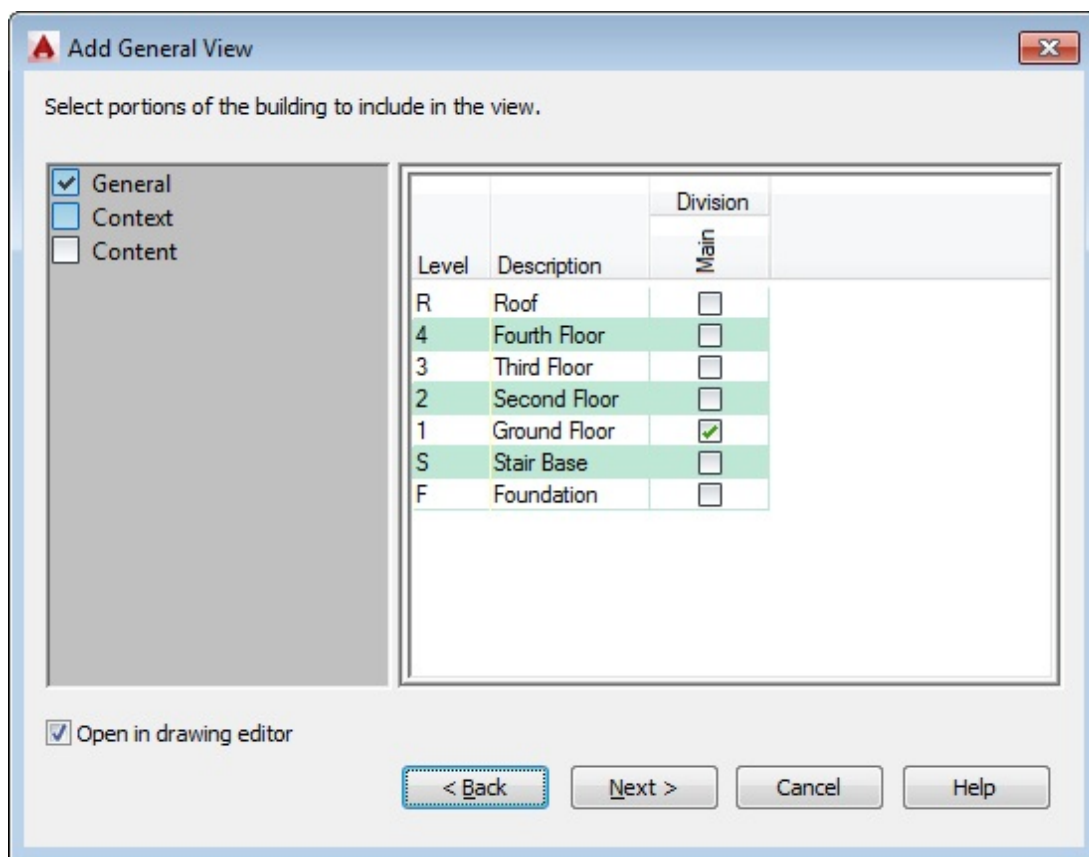 Add General View
Select portions of the building to include in the view.
General
Context
Content
Division
Level Description Main
R Roof
4 Fourth Floor
3 Third Floor
2 Second Floor
1 Ground Floor
S Stair Base
F Foundation
Open in drawing editor
< Back Next > Cancel Help